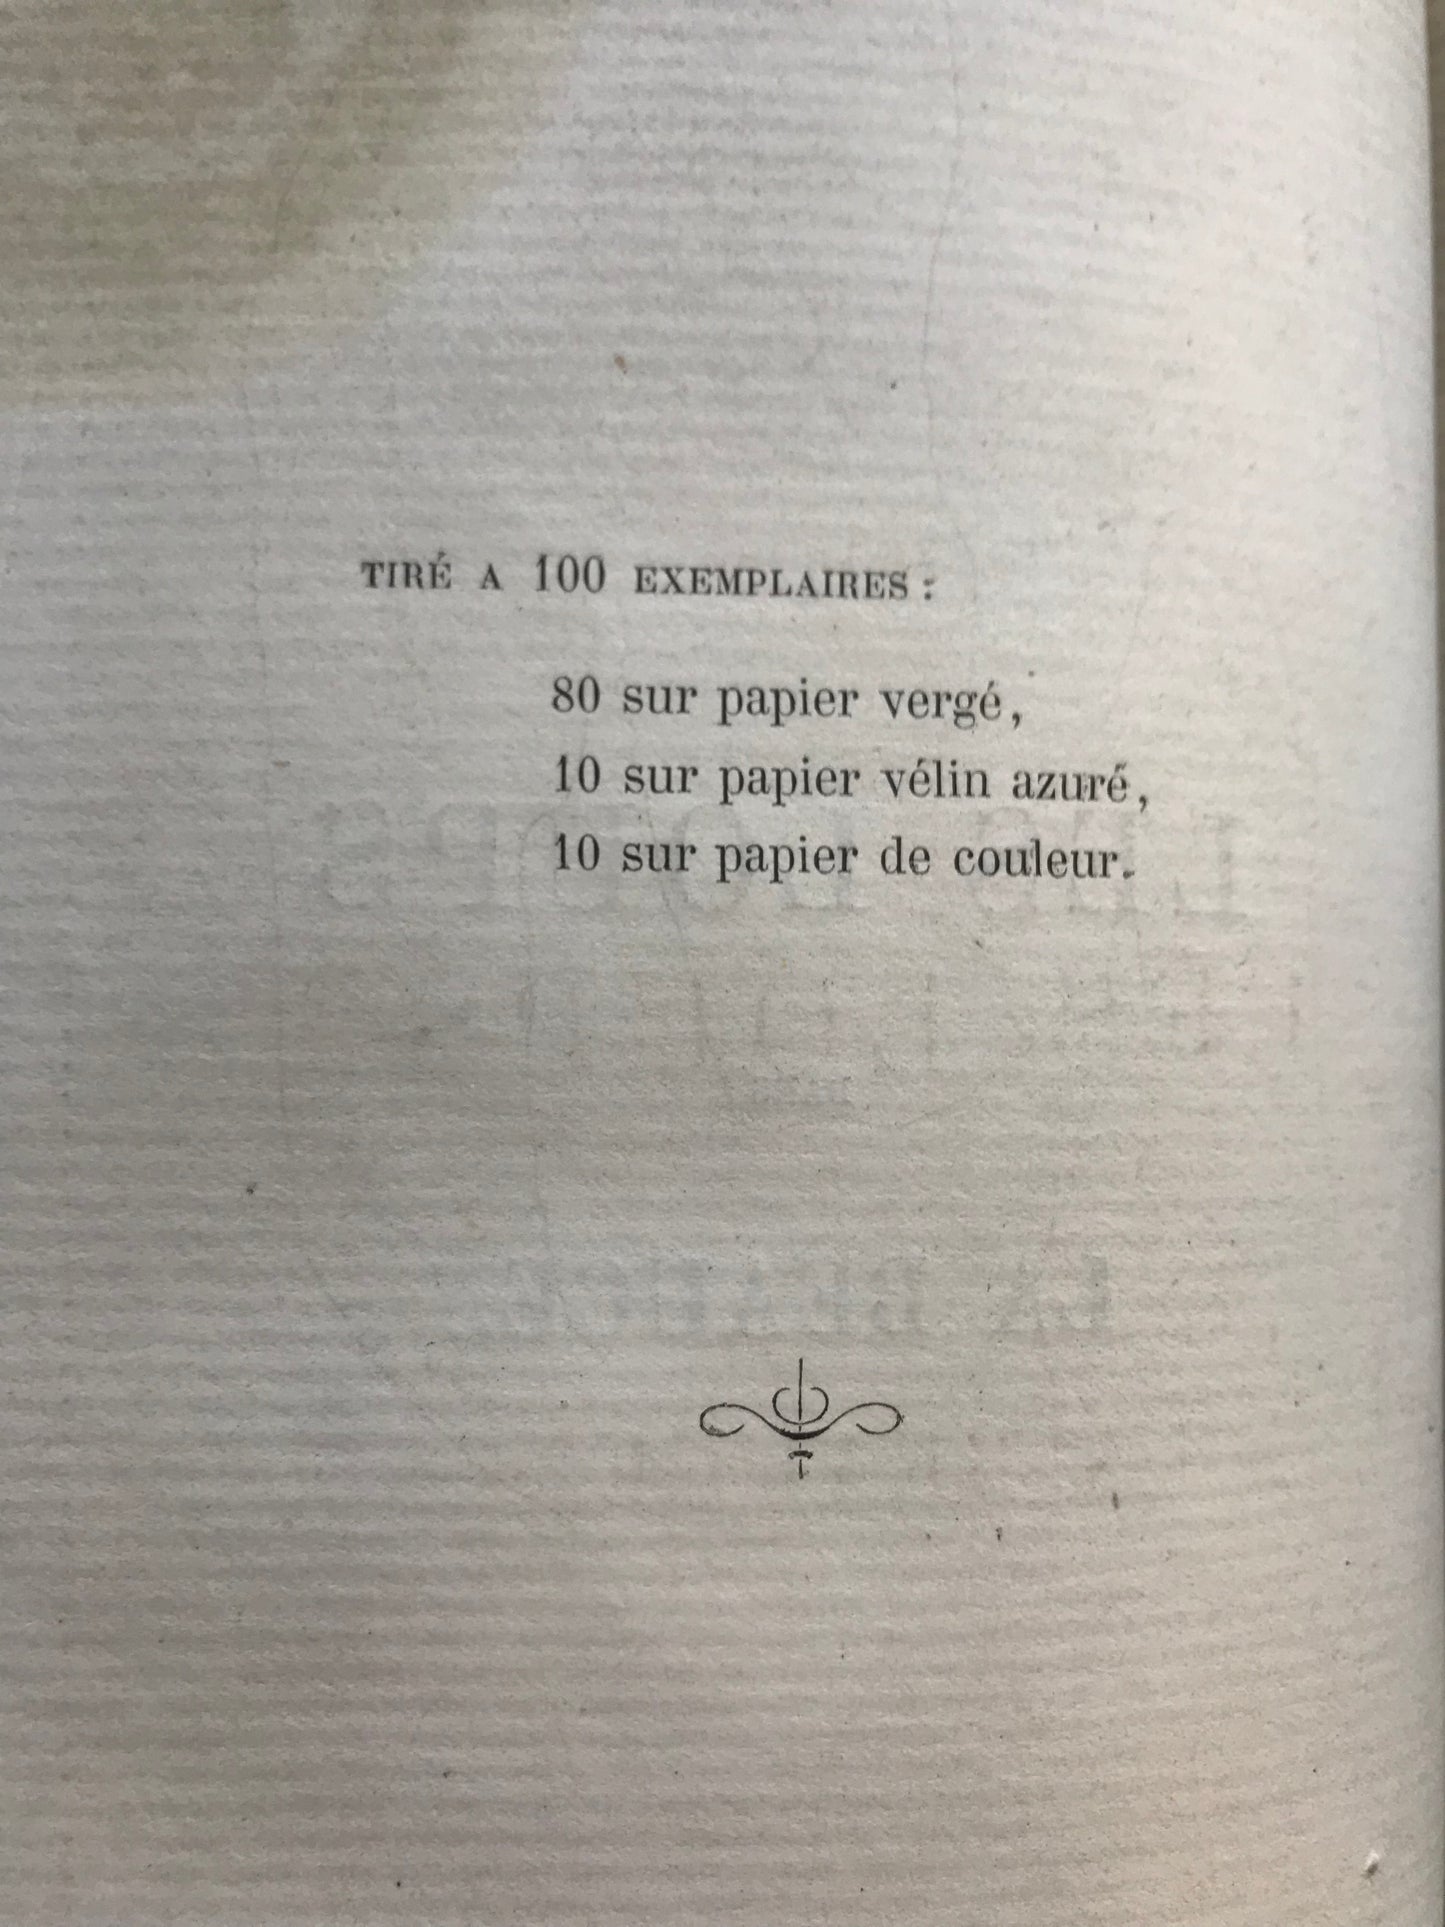 TIRÉ A 100 EXEMPLAIRES :
80 sur papier vergé,
10 sur papier vélin azuré,
10 sur papier de couleur.